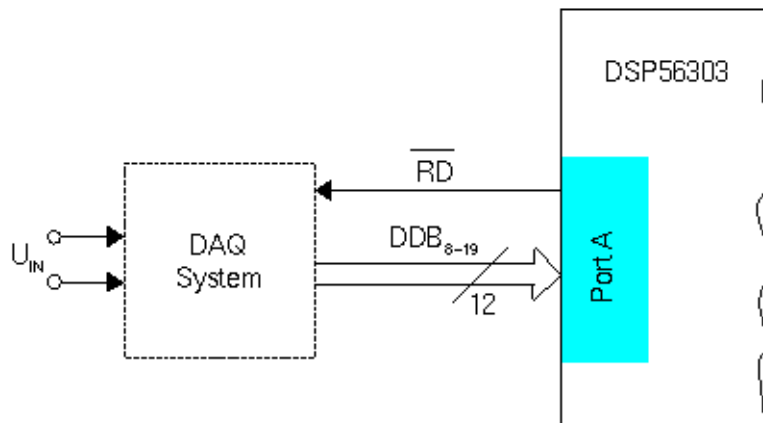 DSP56303
RD
DAQ
System
DDB8-19
12
UIN
Port A